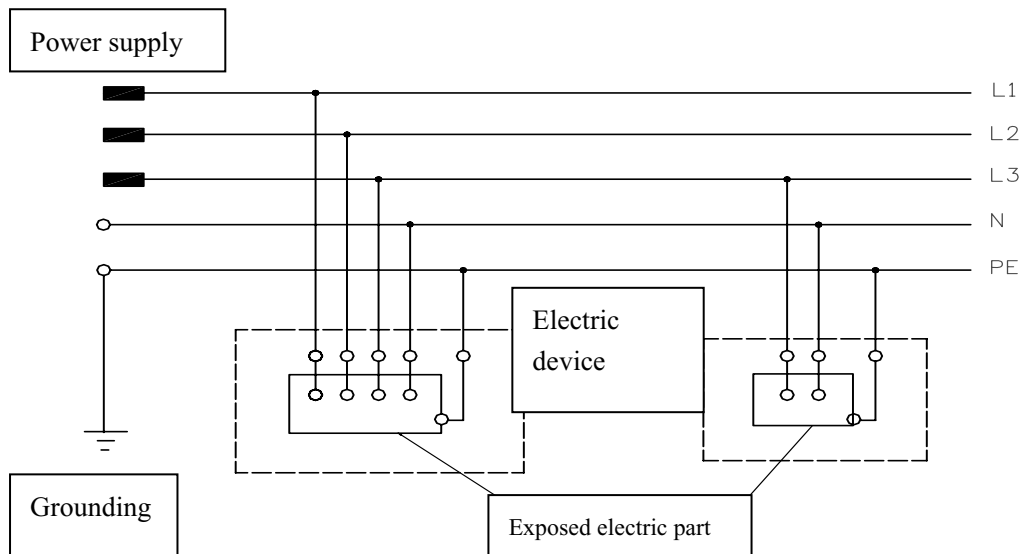 Power supply
L1
L2
L3
N
PE
Electric
device
Grounding
Exposed electric part